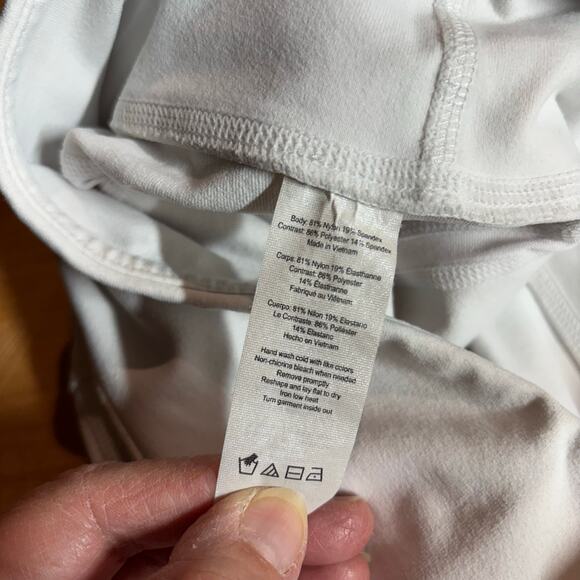 Body: 81% Nylon 19% Spandex
Contrast: 86% Polyester 14% Spandex
Made in Vietnam
Corps: 81% Nylon 19% Élasthanne
Contrast: 86% Polyester
14% Élasthanne
Fabriqué au Viêtnam
Cuerpo: 81% Nilon 19% Elastano
Le Contraste: 86% Poliéster
14% Elastano
Hecho en Vietnam
Hand wash cold with like colors
Non-chlorine bleach when needed
Remove promptly
Reshape and lay flat to dry
Iron low heat
Turn garment inside out